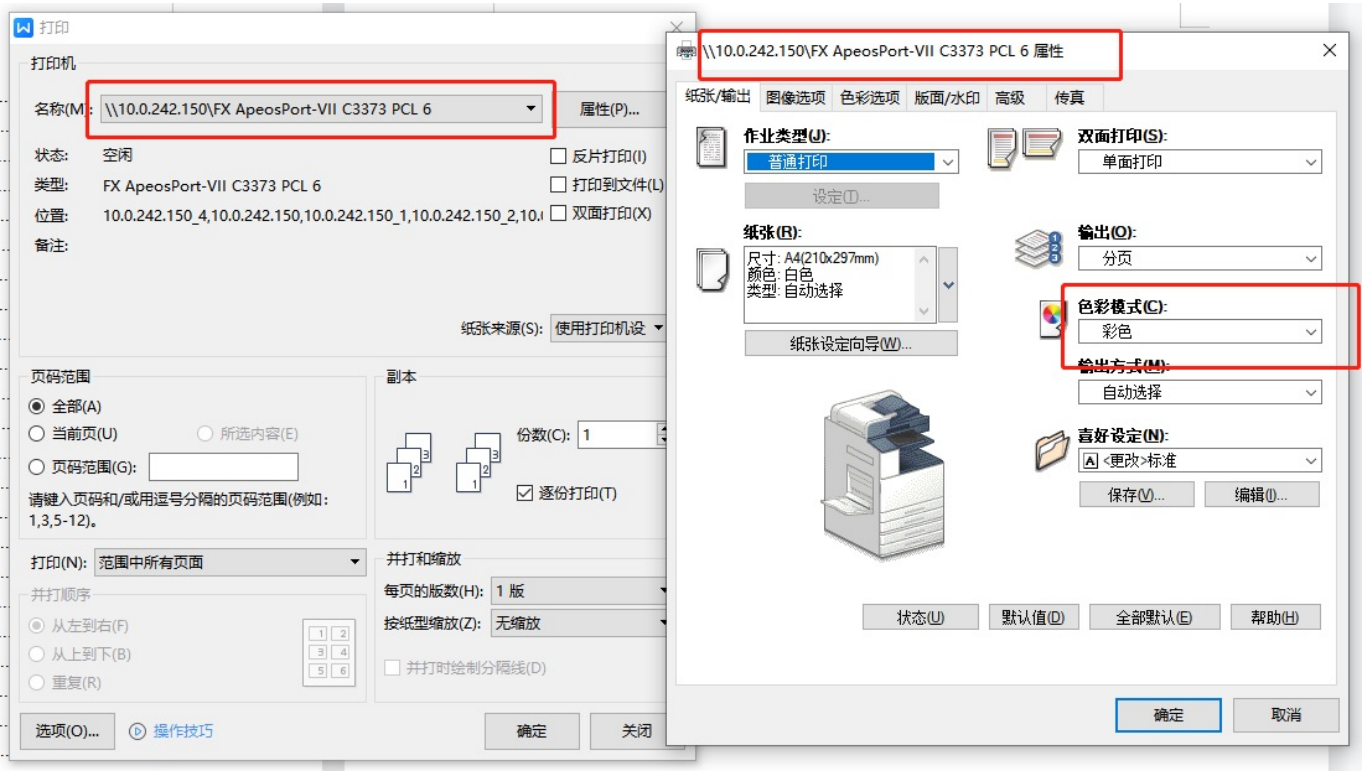 打印
打印机
名称(M): \\10.0.242.150\FX ApeosPort-VII C3373 PCL 6
属性(P)...
状态: 空闲
反片打印(I)
类型: FX ApeosPort-VII C3373 PCL 6
打印到文件(L)
位置: 10.0.242.150_4,10.0.242.150,10.0.242.150_1,10.0.242.150_2,10.(
双面打印(X)
备注:
纸张来源(S): 使用打印机设
页码范围
全部(A)
当前页(U)
所选内容(E)
页码范围(G):
请键入页码和/或用逗号分隔的页码范围(例如:
1,3,5-12)。
副本
份数(C): 1
3
2
1
3
2
1
逐份打印(T)
打印(N): 范围中所有页面
并打顺序
从左到右(F)
从上到下(B)
重复(R)
1 2
3 4
5 6
并打和缩放
每页的版数(H): 1 版
按纸型缩放(Z): 无缩放
并打时绘制分隔线(D)
选项(O)...
操作技巧
确定
关闭
\\10.0.242.150\FX ApeosPort-VII C3373 PCL 6 属性
纸张/输出 图像选项 色彩选项 版面/水印 高级 传真
作业类型(J):
普通打印
设定(T)...
纸张(R):
尺寸: A4(210x297mm)
颜色: 白色
类型: 自动选择
纸张设定向导(W)...
双面打印(S):
单面打印
输出(O):
1
2
3
分页
色彩模式(C):
彩色
输出方式(M):
自动选择
喜好设定(N):
A <更改>标准
保存(V)...
编辑(I)...
状态(U)
默认值(D)
全部默认(E)
帮助(H)
确定
取消